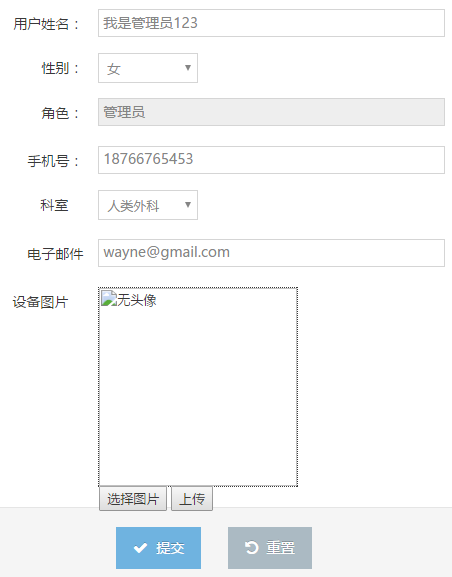 用户姓名： 我是管理员123
性别： 女
角色： 管理员
手机号： 18766765453
科室 人类外科
电子邮件 wayne@gmail.com
设备图片 无头像
选择图片 上传
提交 重置